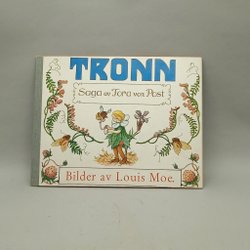 TRONN
Saga av Tora von Post
Bilder av Louis Moe.